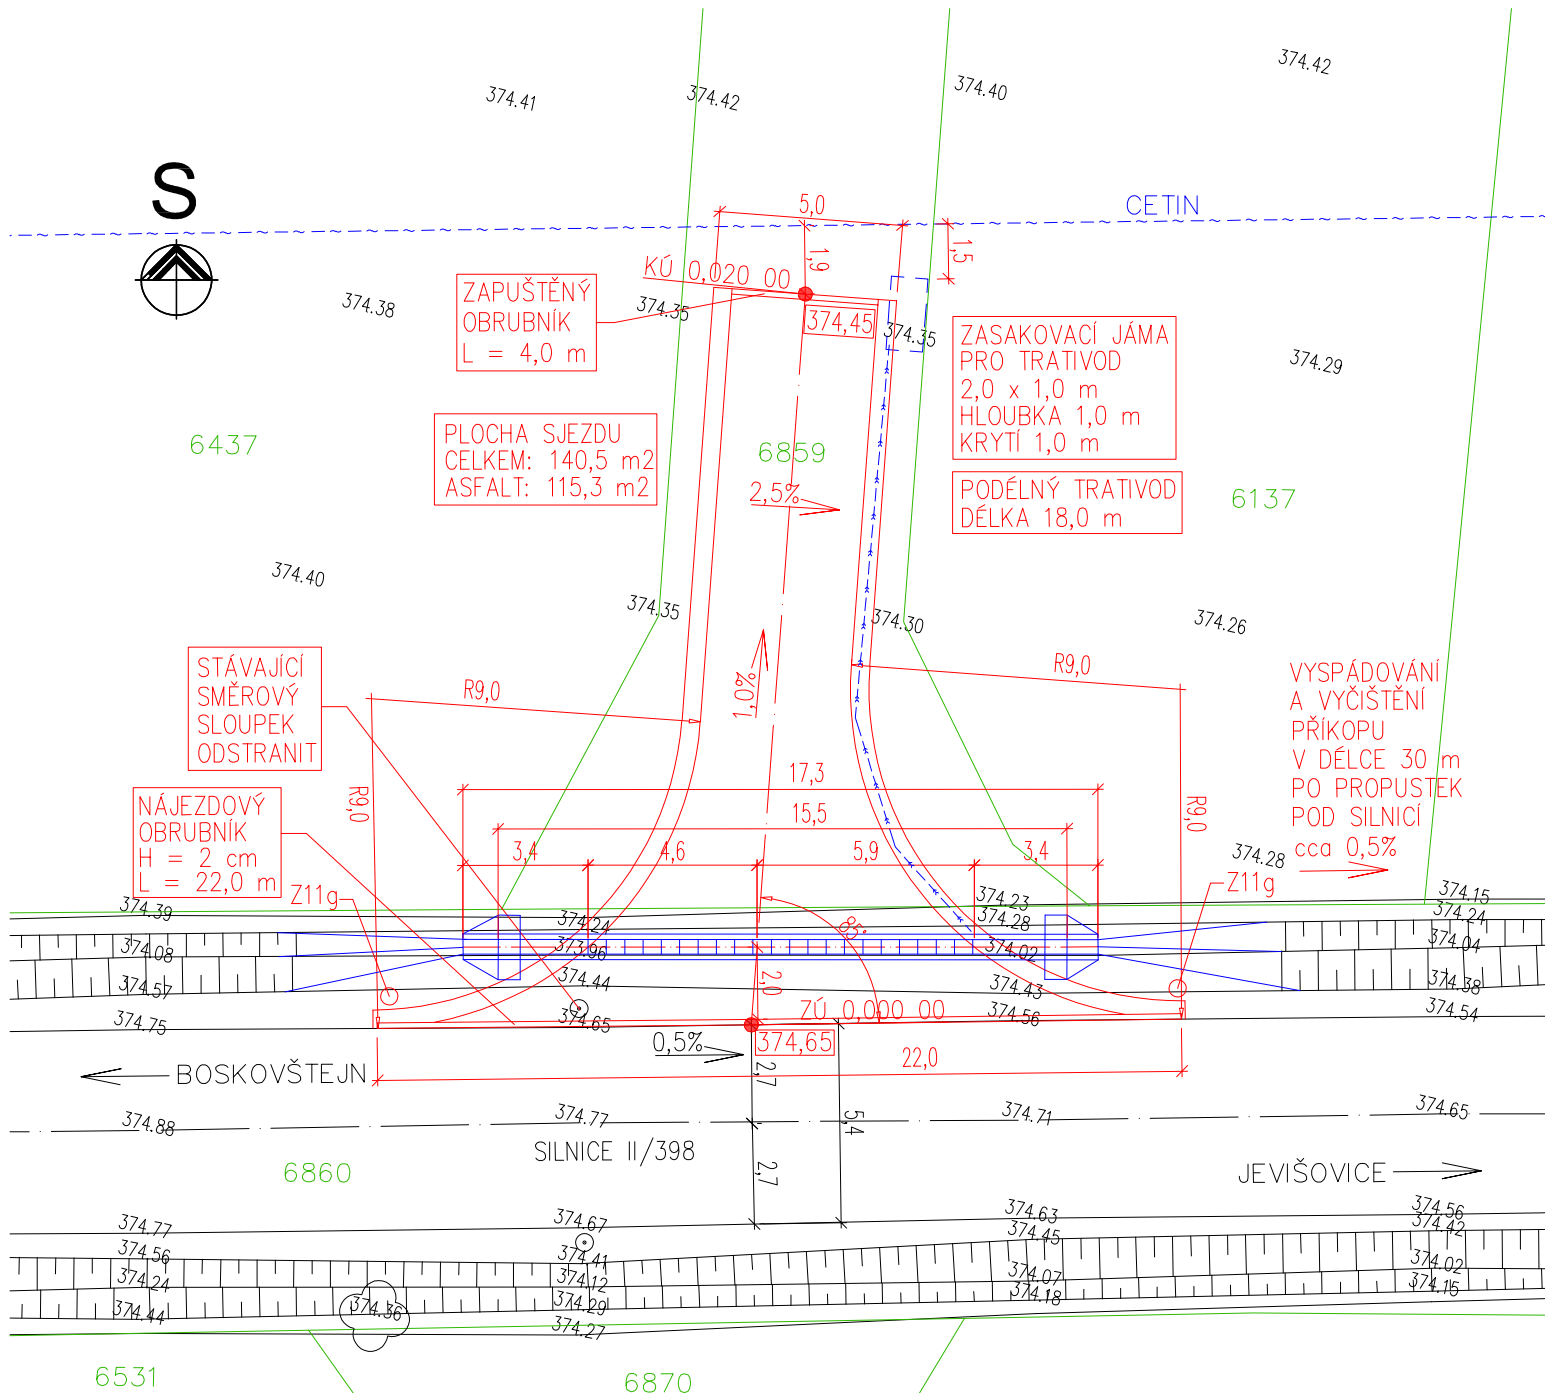 374.42
374.41
374.42
374.40
S
CETIN
5,0
1,9
1,5
KÚ 0,020 00
ZAPUŠTĚNÝ
OBRUBNÍK
L = 4,0 m
374.38
374.35
374,45
374.35
ZASAKOVACÍ JÁMA
PRO TRATIVOD
2,0 x 1,0 m
HLOUBKA 1,0 m
KRYTÍ 1,0 m
374.29
6437
PLOCHA SJEZDU
CELKEM: 140,5 m2
ASFALT: 115,3 m2
6859
2,5%
PODÉLNÝ TRATIVOD
DÉLKA 18,0 m
6137
374.40
374.35
374.30
374.26
STÁVAJÍCÍ
SMĚROVÝ
SLOUPEK
ODSTRANIT
R9,0
1,0%
R9,0
VYSPÁDOVÁNÍ
A VYČIŠTĚNÍ
PŘÍKOPU
V DÉLCE 30 m
PO PROPUSTEK
POD SILNICÍ
cca 0,5%
NÁJEZDOVÝ
OBRUBNÍK
H = 2 cm
L = 22,0 m
R9,0
17,3
15,5
R9,0
3,4
4,6
5,9
3,4
374.28
Z11g
Z11g
374.39
374.24
374.23
374.28
374.15
374.24
85°
374.08
373.96
374.02
374.04
374.57
374.44
2,0
374.43
374.38
374.75
374.65
ZÚ 0,000 00
374.56
374.54
0,5%
374,65
BOSKOVŠTEJN
2,7
22,0
374.88
374.77
5,4
374.71
374.65
SILNICE II/398
6860
2,7
JEVIŠOVICE
374.77
374.67
374.63
374.56
374.56
374.41
374.45
374.42
374.24
374.12
374.07
374.02
374.44
374.36
374.29
374.18
374.15
374.27
6531
6870